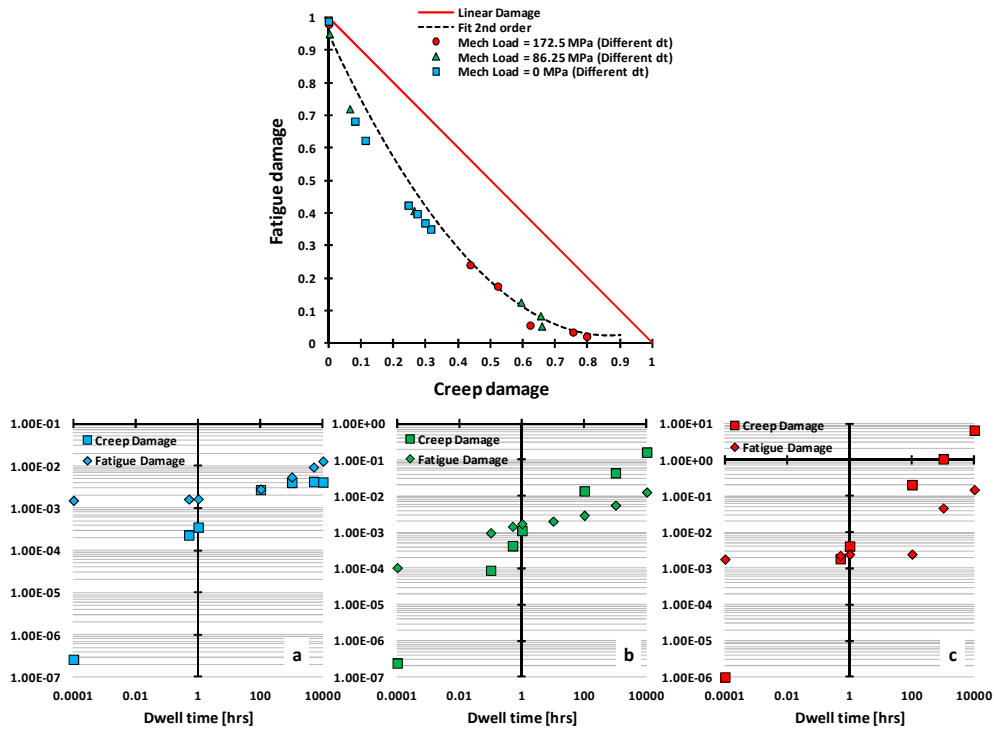 Linear Damage
Fit 2nd order
Mech Load = 172.5 MPa (Different dt)
Mech Load = 86.25 MPa (Different dt)
Mech Load = 0 MPa (Different dt)
Fatigue damage
1
0.9
0.8
0.7
0.6
0.5
0.4
0.3
0.2
0.1
0
0 0.1 0.2 0.3 0.4 0.5 0.6 0.7 0.8 0.9 1
Creep damage
1.00E-01
1.00E-02
1.00E-03
1.00E-04
1.00E-05
1.00E-06
1.00E-07
Creep Damage
Fatigue Damage
a
0.0001 0.01 1 100 10000
Dwell time [hrs]
1.00E+00
1.00E-01
1.00E-02
1.00E-03
1.00E-04
1.00E-05
1.00E-06
1.00E-07
Creep Damage
Fatigue Damage
b
0.0001 0.01 1 100 10000
Dwell time [hrs]
1.00E+01
1.00E+00
1.00E-01
1.00E-02
1.00E-03
1.00E-04
1.00E-05
1.00E-06
Creep Damage
Fatigue Damage
c
0.0001 0.01 1 100 10000
Dwell time [hrs]